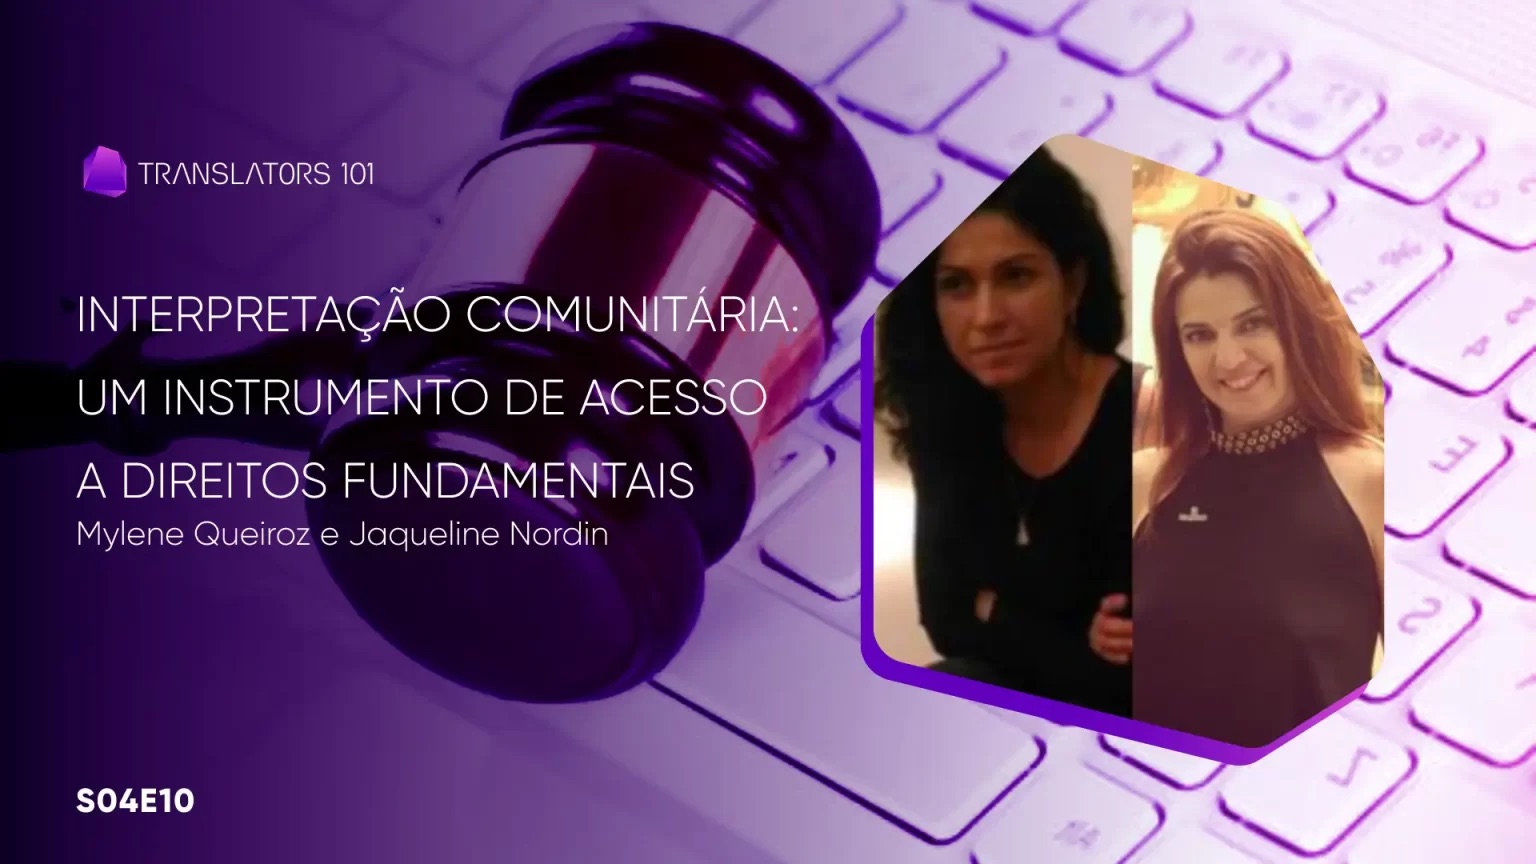 TRANSLATORS 101
INTERPRETAÇÃO COMUNITÁRIA:
UM INSTRUMENTO DE ACESSO
A DIREITOS FUNDAMENTAIS
Mylene Queiroz e Jaqueline Nordin
S04E10